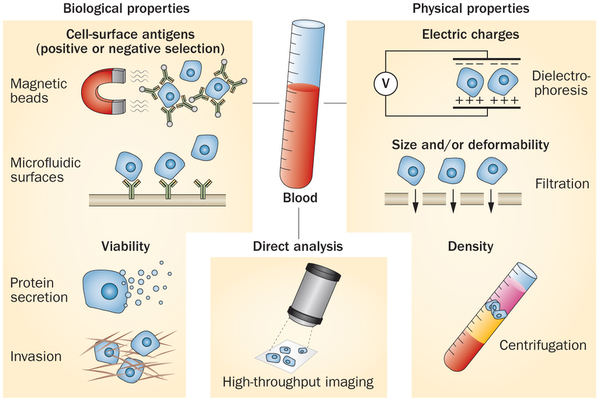 Biological properties
Physical properties
Cell-surface antigens
(positive or negative selection)
Magnetic
beads
Microfluidic
surfaces
Viability
Protein
secretion
Invasion
Blood
Direct analysis
High-throughput imaging
Electric charges
V
– – – – – –
+ + + + + +
Dielectro-
phoresis
Size and/or deformability
Filtration
Density
Centrifugation